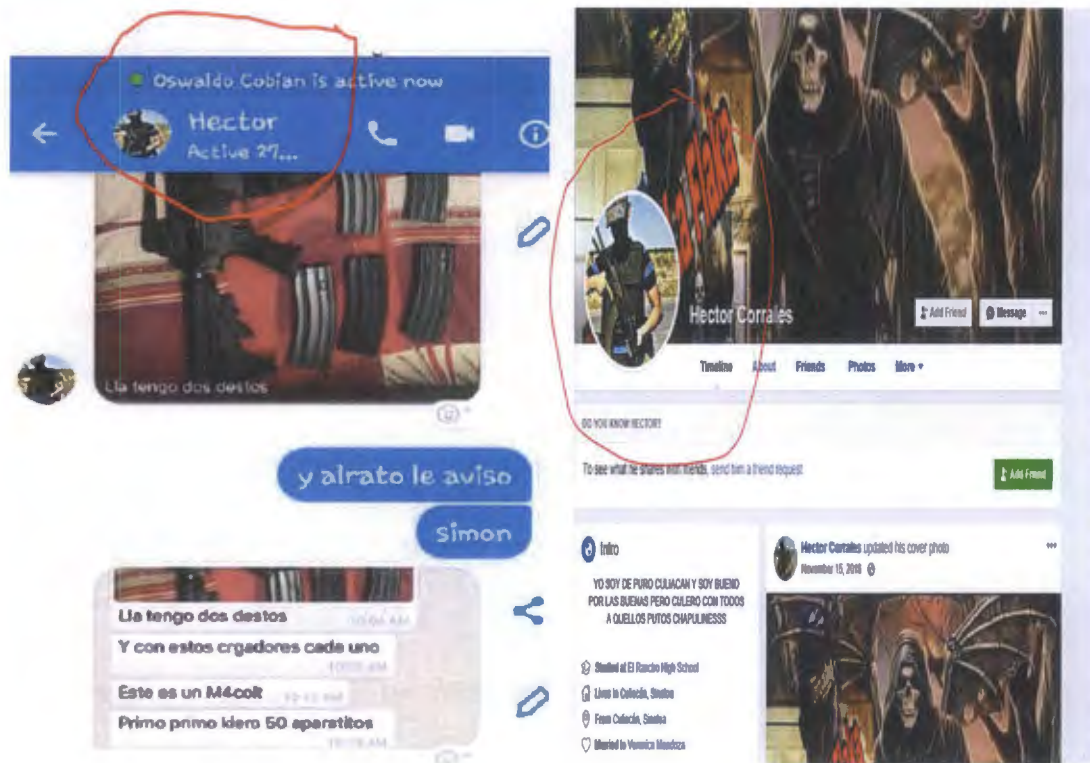 Oswaldo Cobian is active now
Hector
Active 27...
Lla tengo dos destos
y alrato le aviso
simon
Lla tengo dos destos
Y con estos crgadores cada uno
Este es un M4colt
Primo primo kiero 50 aparatitos
La Flaka
Hector Corrales
Add Friend
Message
Timeline
About
Friends
Photos
More
DO YOU KNOW HECTOR?
To see what he shares with friends, send him a friend request
Add Friend
Intro
YO SOY DE PURO CULIACAN Y SOY BUENO
POR LAS BUENAS PERO CULERO CON TODOS
A QUELLOS PUTOS CHAPULINESSS
Studied at El Rancho High School
Lives in Culiacán, Sinaloa
From Culiacán, Sinaloa
Married to Veronica Mendoza
Hector Corrales updated his cover photo
November 15, 2018